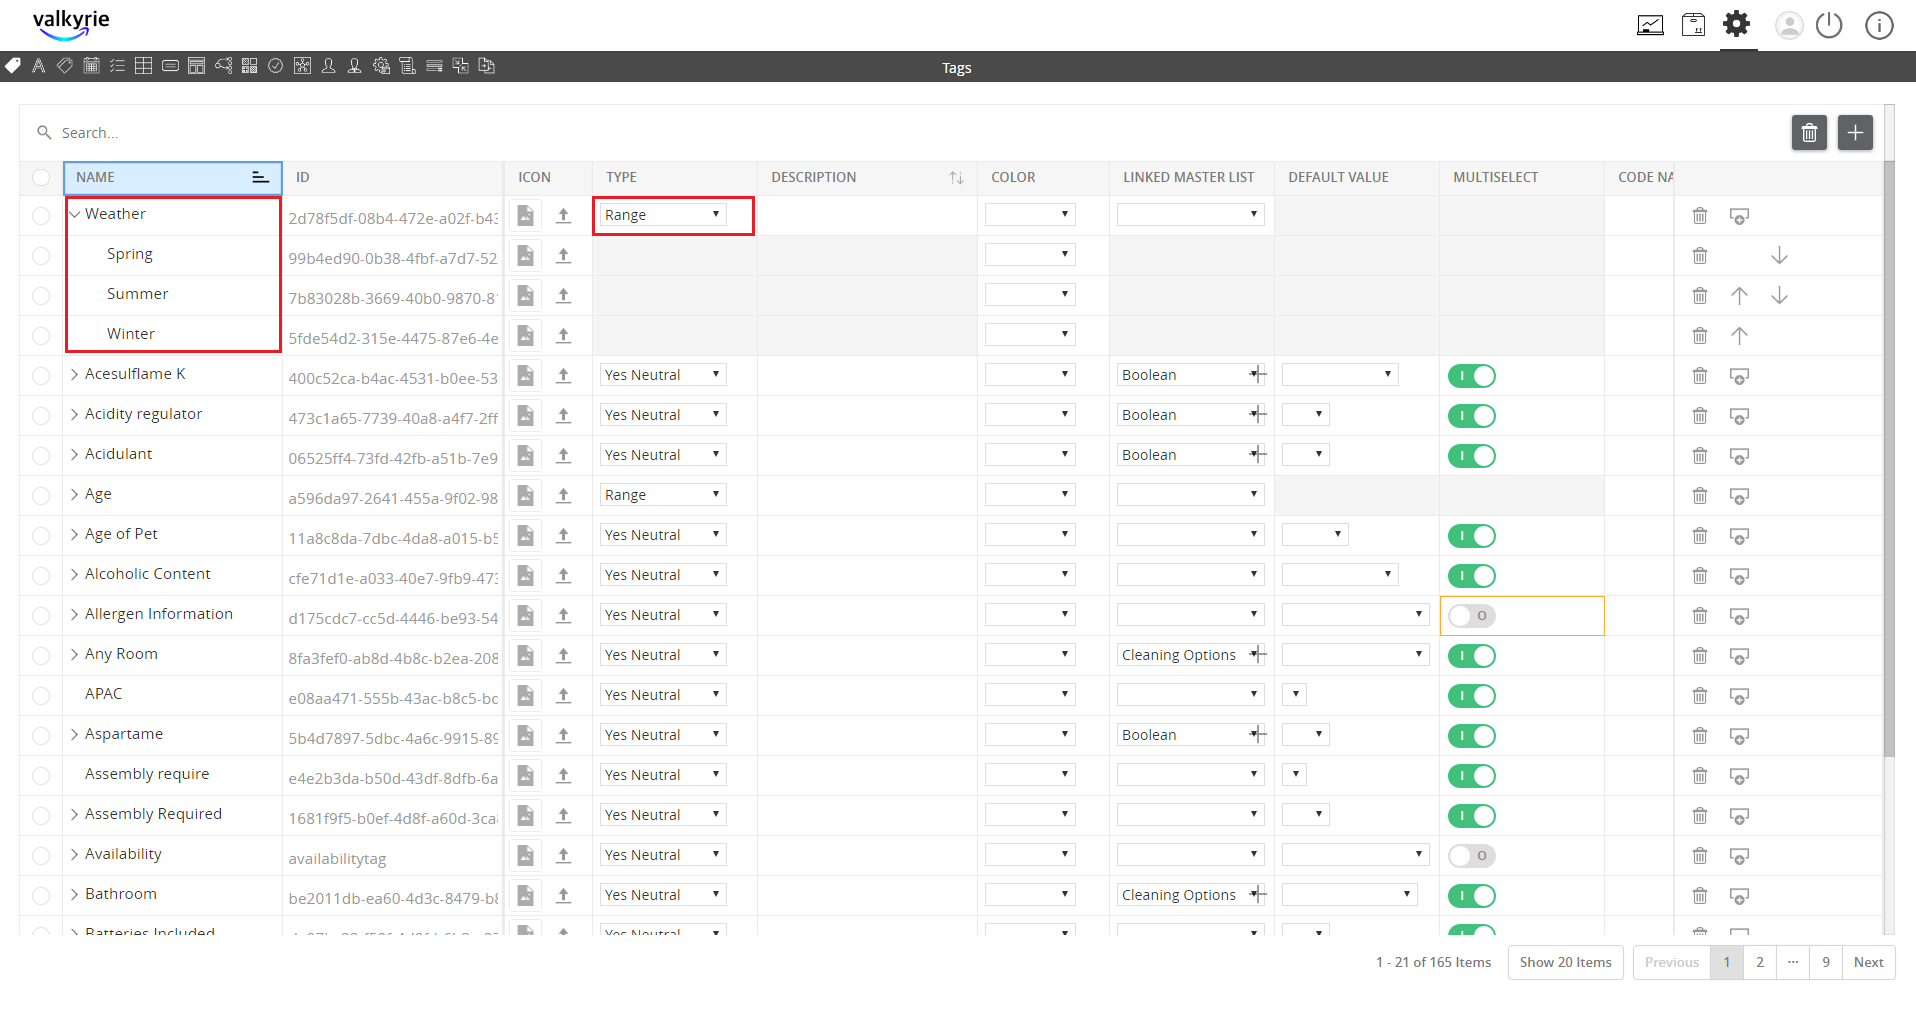 valkyrie
Tags
Search...
NAME ID ICON TYPE DESCRIPTION COLOR LINKED MASTER LIST DEFAULT VALUE MULTISELECT CODE NA
Weather 2d78f5df-08b4-472e-a02f-b43 Range
Spring 99b4ed90-0b38-4fbf-a7d7-52
Summer 7b83028b-3669-40b0-9870-81
Winter 5fde54d2-315e-4475-87e6-4e
Acesulflame K 400c52ca-b4ac-4531-b0ee-53 Yes Neutral Boolean I
Acidity regulator 473c1a65-7739-40a8-a4f7-2ff Yes Neutral Boolean I
Acidulant 06525ff4-73fd-42fb-a51b-7e9 Yes Neutral Boolean I
Age a596da97-2641-455a-9f02-98 Range
Age of Pet 11a8c8da-7dbc-4da8-a015-b5 Yes Neutral I
Alcoholic Content cfe71d1e-a033-40e7-9fb9-473 Yes Neutral I
Allergen Information d175cdc7-cc5d-4446-be93-54 Yes Neutral O
Any Room 8fa3fef0-ab8d-4b8c-b2ea-208 Yes Neutral Cleaning Options I
APAC e08aa471-555b-43ac-b8c5-bc Yes Neutral I
Aspartame 5b4d7897-5dbc-4a6c-9915-89 Yes Neutral Boolean I
Assembly require e4e2b3da-b50d-43df-8dfb-6a Yes Neutral I
Assembly Required 1681f9f5-b0ef-4d8f-a60d-3ca Yes Neutral I
Availability availabilitytag Yes Neutral O
Bathroom be2011db-ea60-4d3c-8479-b8 Yes Neutral Cleaning Options I
Batteries Included Yes Neutral
1 - 21 of 165 Items Show 20 Items Previous 1 2 ... 9 Next